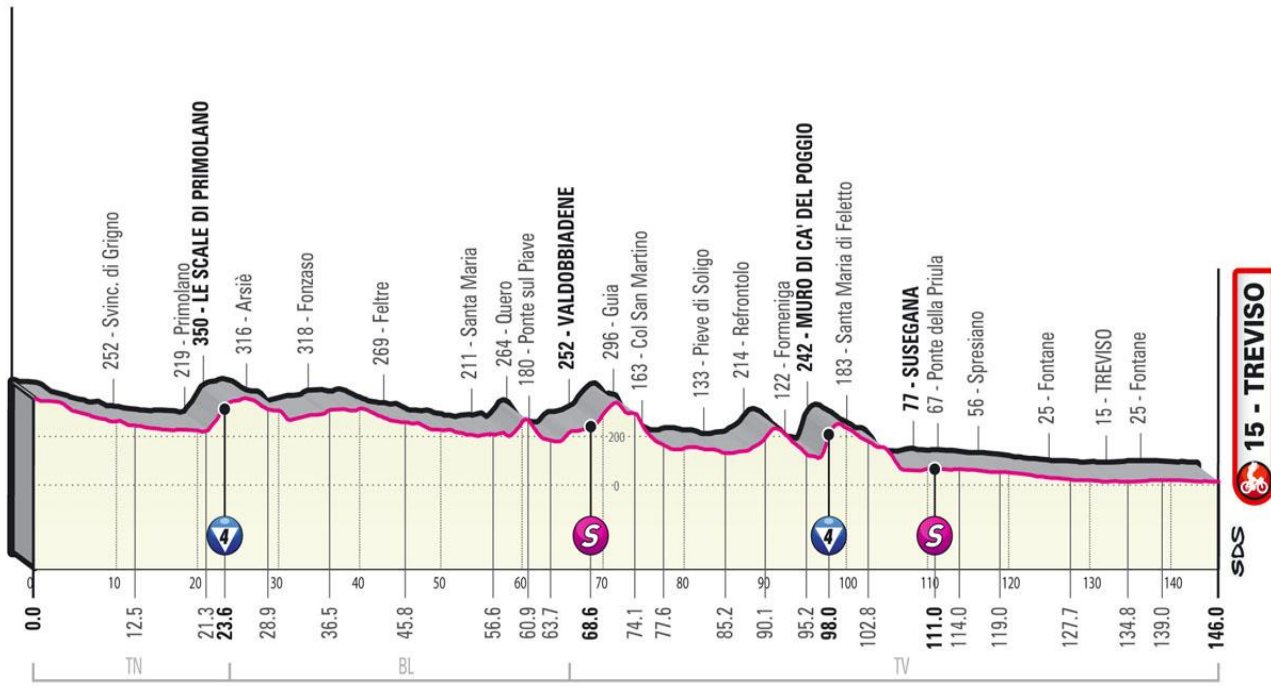 252 - Svinc. di Grigno
219 - Primolano
350 - LE SCALE DI PRIMOLANO
316 - Arsiè
318 - Fonzaso
269 - Feltre
211 - Santa Maria
264 - Quero
180 - Ponte sul Piave
252 - VALDOBBIADENE
296 - Guia
163 - Col San Martino
133 - Pieve di Soligo
214 - Refrontolo
122 - Formeniga
242 - MURO DI CA' DEL POGGIO
183 - Santa Maria di Feletto
77 - SUSEGANA
67 - Ponte della Priula
56 - Spresiano
25 - Fontane
15 - TREVISO
25 - Fontane
15 - TREVISO
200
0
4
S
4
S
SDS
0 10 20 30 40 50 60 70 80 90 100 110 120 130 140
0.0 12.5 21.3 23.6 28.9 36.5 45.8 56.6 60.9 63.7 68.6 74.1 77.6 85.2 90.1 95.2 98.0 102.8 111.0 114.0 119.0 127.7 134.8 139.0 146.0
TN BL TV